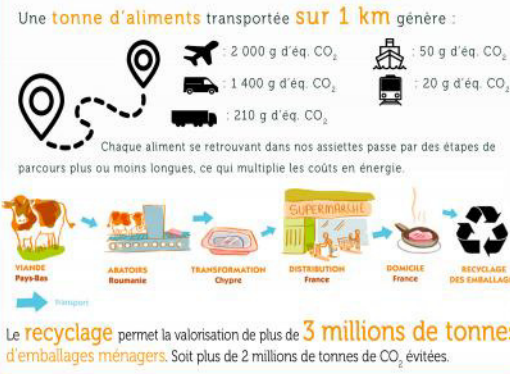 Une tonne d'aliments transportée sur 1 km génère :
: 2 000 g d'éq. CO₂
: 50 g d'éq. CO₂
: 1 400 g d'éq. CO₂
: 20 g d'éq. CO₂
: 210 g d'éq. CO₂
Chaque aliment se retrouvant dans nos assiettes passe par des étapes de
parcours plus ou moins longues, ce qui multiplie les coûts en énergie.
SUPERMARCHÉ
VIANDE
Pays-Bas
ABATOIRS
Roumanie
TRANSFORMATION
Chypre
DISTRIBUTION
France
DOMICILE
France
RECYCLAGE
DES EMBALLAGE
Transport
Le recyclage permet la valorisation de plus de 3 millions de tonnes
d'emballages ménagers. Soit plus de 2 millions de tonnes de CO₂ évitées.